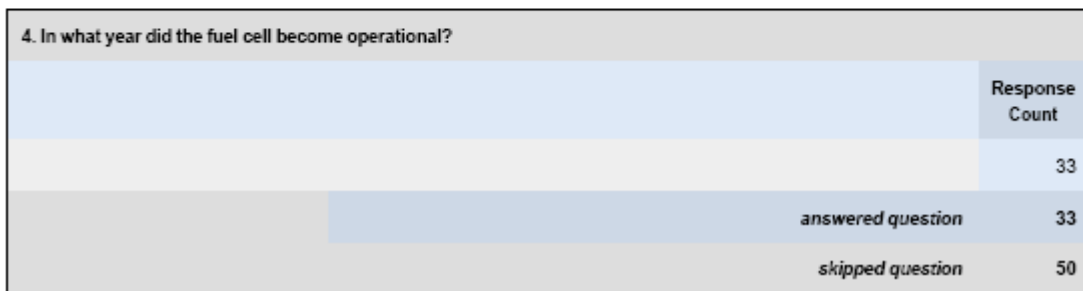 4. In what year did the fuel cell become operational?
Response
Count
33
answered question 33
skipped question 50